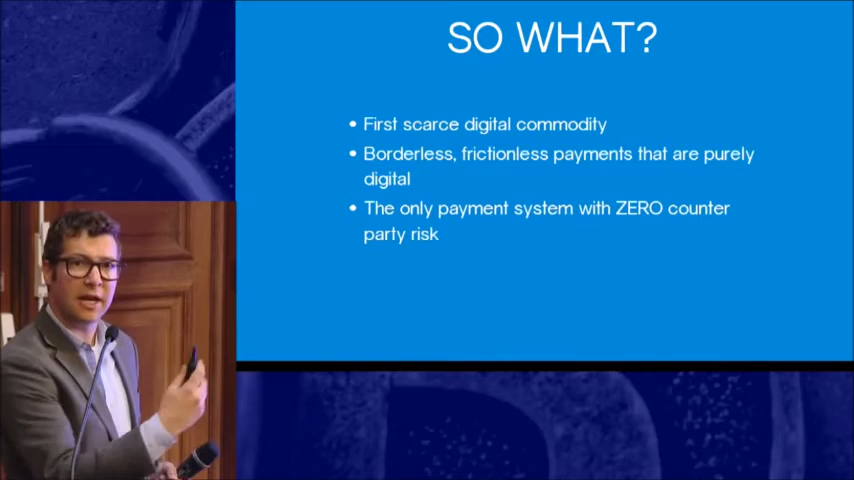 SO WHAT?
• First scarce digital commodity
• Borderless, frictionless payments that are purely
digital
• The only payment system with ZERO counter
party risk